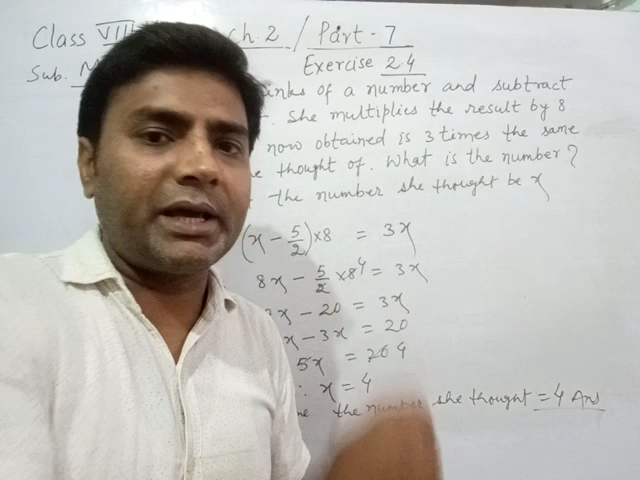 Class VIII ch.2 / Part-7
Sub. M Exercise 2.4
of a number and subtract
. She multiplies the result by 8.
now obtained is 3 times the same
thought of. What is the number?
the number she thought be x
(x - 5/2)×8 = 3x
8x - 5/2 ×8⁴ = 3x
x - 20 = 3x
x - 3x = 20
5x = 20 4
x = 4
the number she thought = 4 Ans